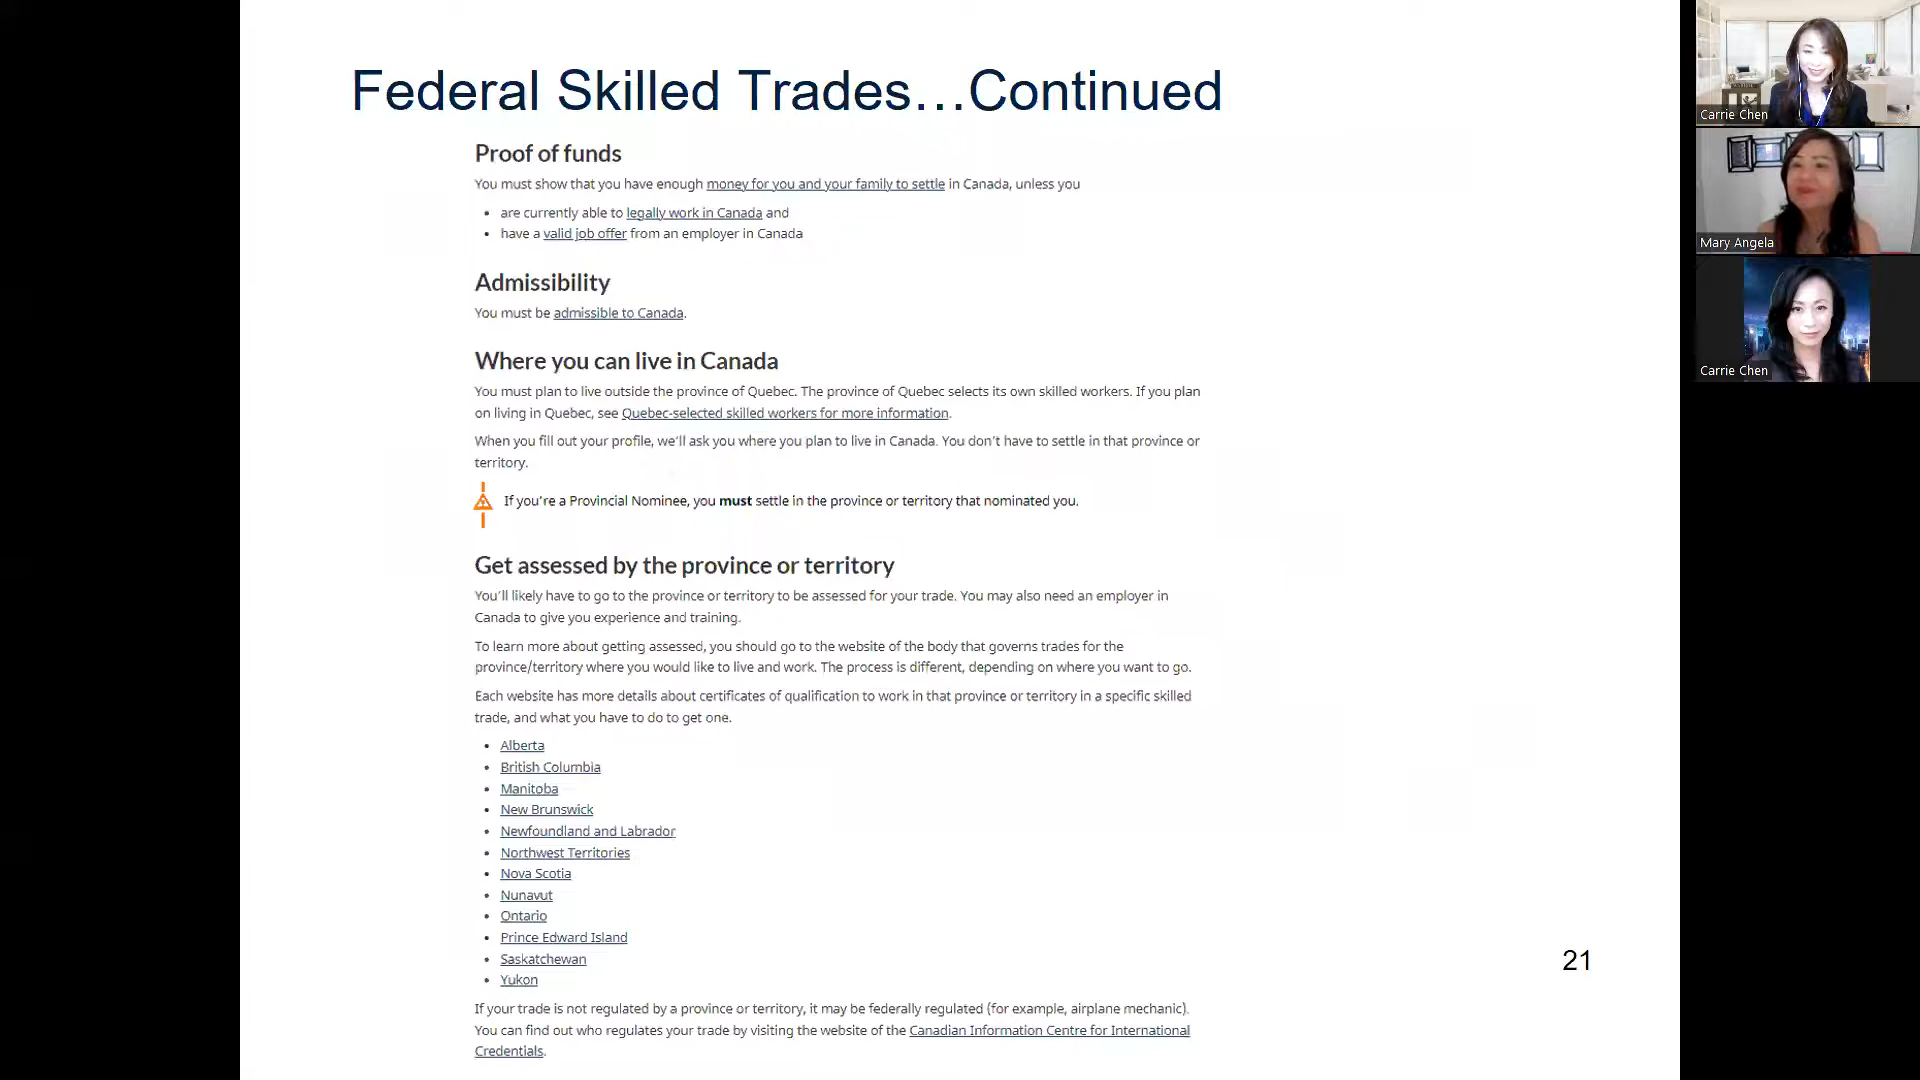 Federal Skilled Trades…Continued
Proof of funds
You must show that you have enough money for you and your family to settle in Canada, unless you
• are currently able to legally work in Canada and
• have a valid job offer from an employer in Canada
Admissibility
You must be admissible to Canada.
Where you can live in Canada
You must plan to live outside the province of Quebec. The province of Quebec selects its own skilled workers. If you plan
on living in Quebec, see Quebec-selected skilled workers for more information.
When you fill out your profile, we'll ask you where you plan to live in Canada. You don't have to settle in that province or
territory.
If you're a Provincial Nominee, you must settle in the province or territory that nominated you.
Get assessed by the province or territory
You'll likely have to go to the province or territory to be assessed for your trade. You may also need an employer in
Canada to give you experience and training.
To learn more about getting assessed, you should go to the website of the body that governs trades for the
province/territory where you would like to live and work. The process is different, depending on where you want to go.
Each website has more details about certificates of qualification to work in that province or territory in a specific skilled
trade, and what you have to do to get one.
• Alberta
• British Columbia
• Manitoba
• New Brunswick
• Newfoundland and Labrador
• Northwest Territories
• Nova Scotia
• Nunavut
• Ontario
• Prince Edward Island
• Saskatchewan
• Yukon
If your trade is not regulated by a province or territory, it may be federally regulated (for example, airplane mechanic).
You can find out who regulates your trade by visiting the website of the Canadian Information Centre for International
Credentials.
21
Carrie Chen
Mary Angela
Carrie Chen